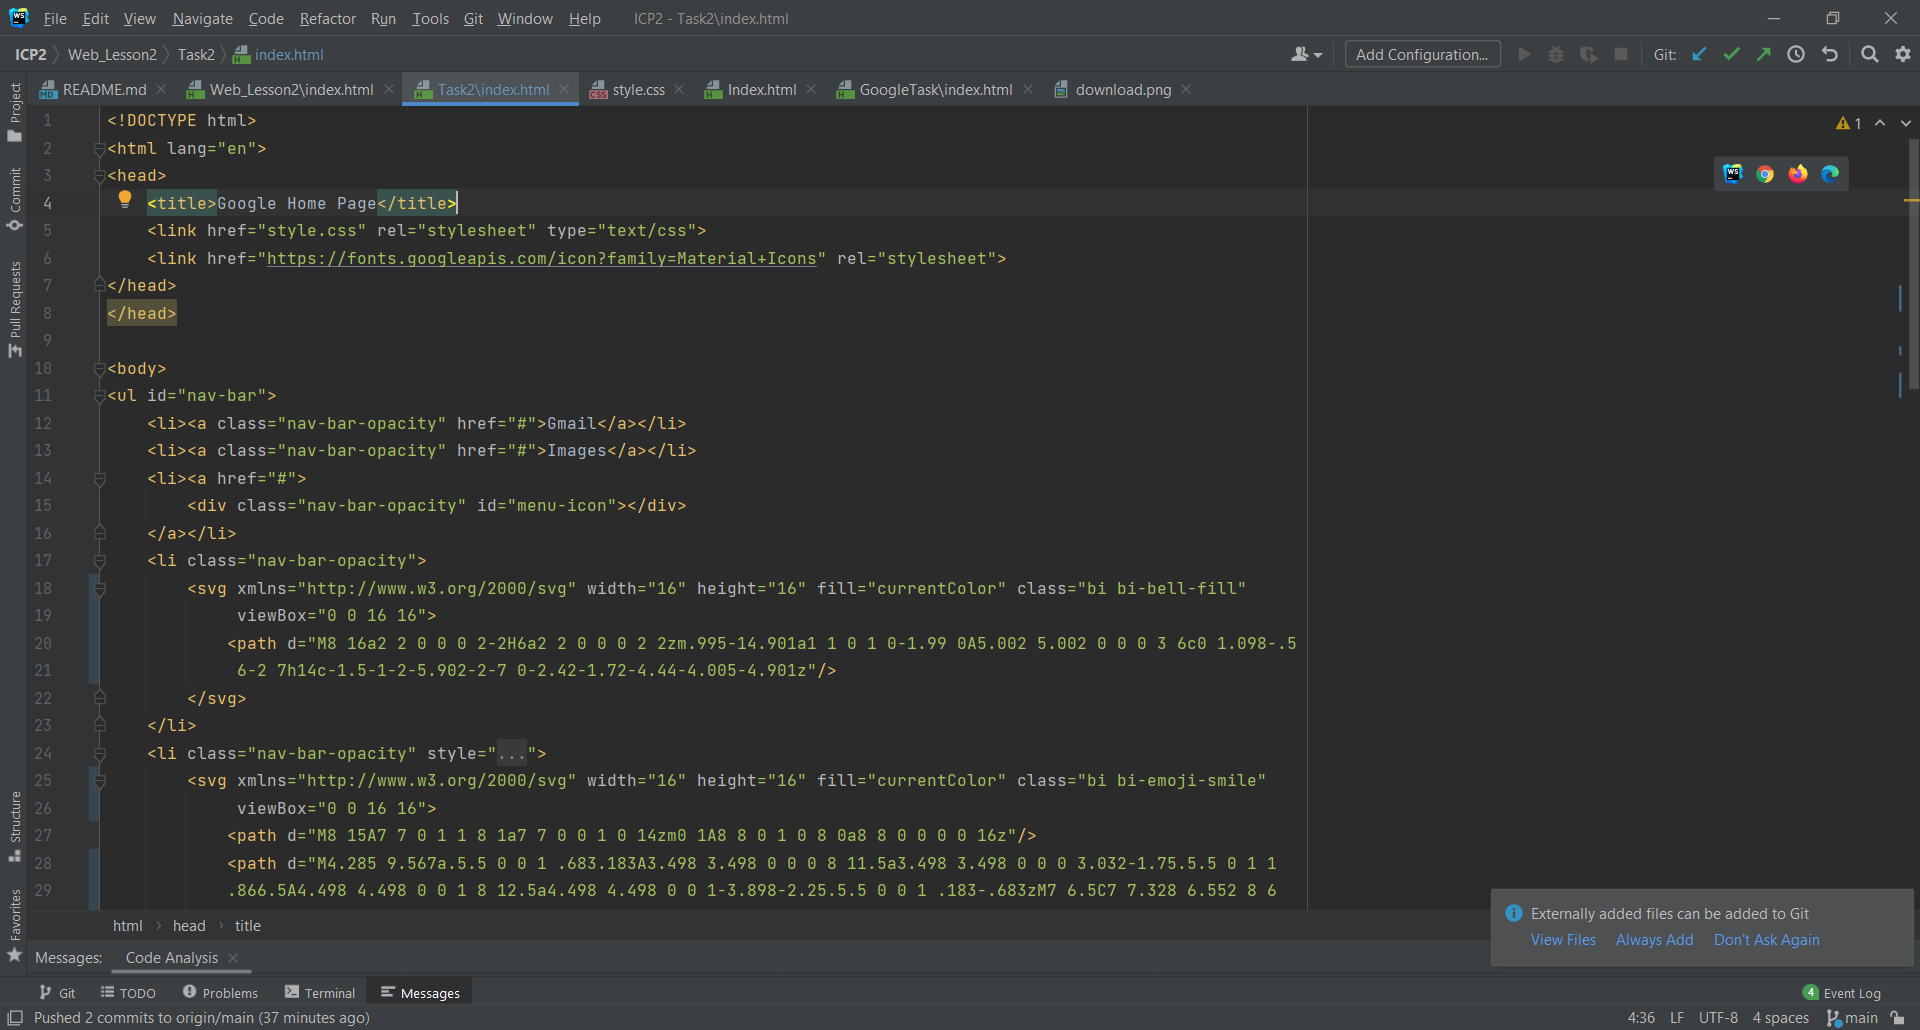 WS File Edit View Navigate Code Refactor Run Tools Git Window Help ICP2 - Task2\index.html
ICP2 Web_Lesson2 Task2 index.html Add Configuration... Git:
README.md Web_Lesson2\index.html Task2\index.html style.css Index.html GoogleTask\index.html download.png
Project
Commit
Pull Requests
Structure
Favorites
1 <!DOCTYPE html>
2 <html lang="en">
3 <head>
4 <title>Google Home Page</title>
5 <link href="style.css" rel="stylesheet" type="text/css">
6 <link href="https://fonts.googleapis.com/icon?family=Material+Icons" rel="stylesheet">
7 </head>
8 </head>
9
10 <body>
11 <ul id="nav-bar">
12 <li><a class="nav-bar-opacity" href="#">Gmail</a></li>
13 <li><a class="nav-bar-opacity" href="#">Images</a></li>
14 <li><a href="#">
15 <div class="nav-bar-opacity" id="menu-icon"></div>
16 </a></li>
17 <li class="nav-bar-opacity">
18 <svg xmlns="http://www.w3.org/2000/svg" width="16" height="16" fill="currentColor" class="bi bi-bell-fill"
19 viewBox="0 0 16 16">
20 <path d="M8 16a2 2 0 0 0 2-2H6a2 2 0 0 0 2 2zm.995-14.901a1 1 0 1 0-1.99 0A5.002 5.002 0 0 0 3 6c0 1.098-.5
21 6-2 7h14c-1.5-1-2-5.902-2-7 0-2.42-1.72-4.44-4.005-4.901z"/>
22 </svg>
23 </li>
24 <li class="nav-bar-opacity" style="...">
25 <svg xmlns="http://www.w3.org/2000/svg" width="16" height="16" fill="currentColor" class="bi bi-emoji-smile"
26 viewBox="0 0 16 16">
27 <path d="M8 15A7 7 0 1 1 8 1a7 7 0 0 1 0 14zm0 1A8 8 0 1 0 8 0a8 8 0 0 0 0 16z"/>
28 <path d="M4.285 9.567a.5.5 0 0 1 .683.183A3.498 3.498 0 0 0 8 11.5a3.498 3.498 0 0 0 3.032-1.75.5.5 0 1 1
29 .866.5A4.498 4.498 0 0 1 8 12.5a4.498 4.498 0 0 1-3.898-2.25.5.5 0 0 1 .183-.683zM7 6.5C7 7.328 6.552 8 6
1
html head title
Externally added files can be added to Git
View Files Always Add Don't Ask Again
Messages: Code Analysis
Git TODO Problems Terminal Messages 4 Event Log
Pushed 2 commits to origin/main (37 minutes ago) 4:36 LF UTF-8 4 spaces main